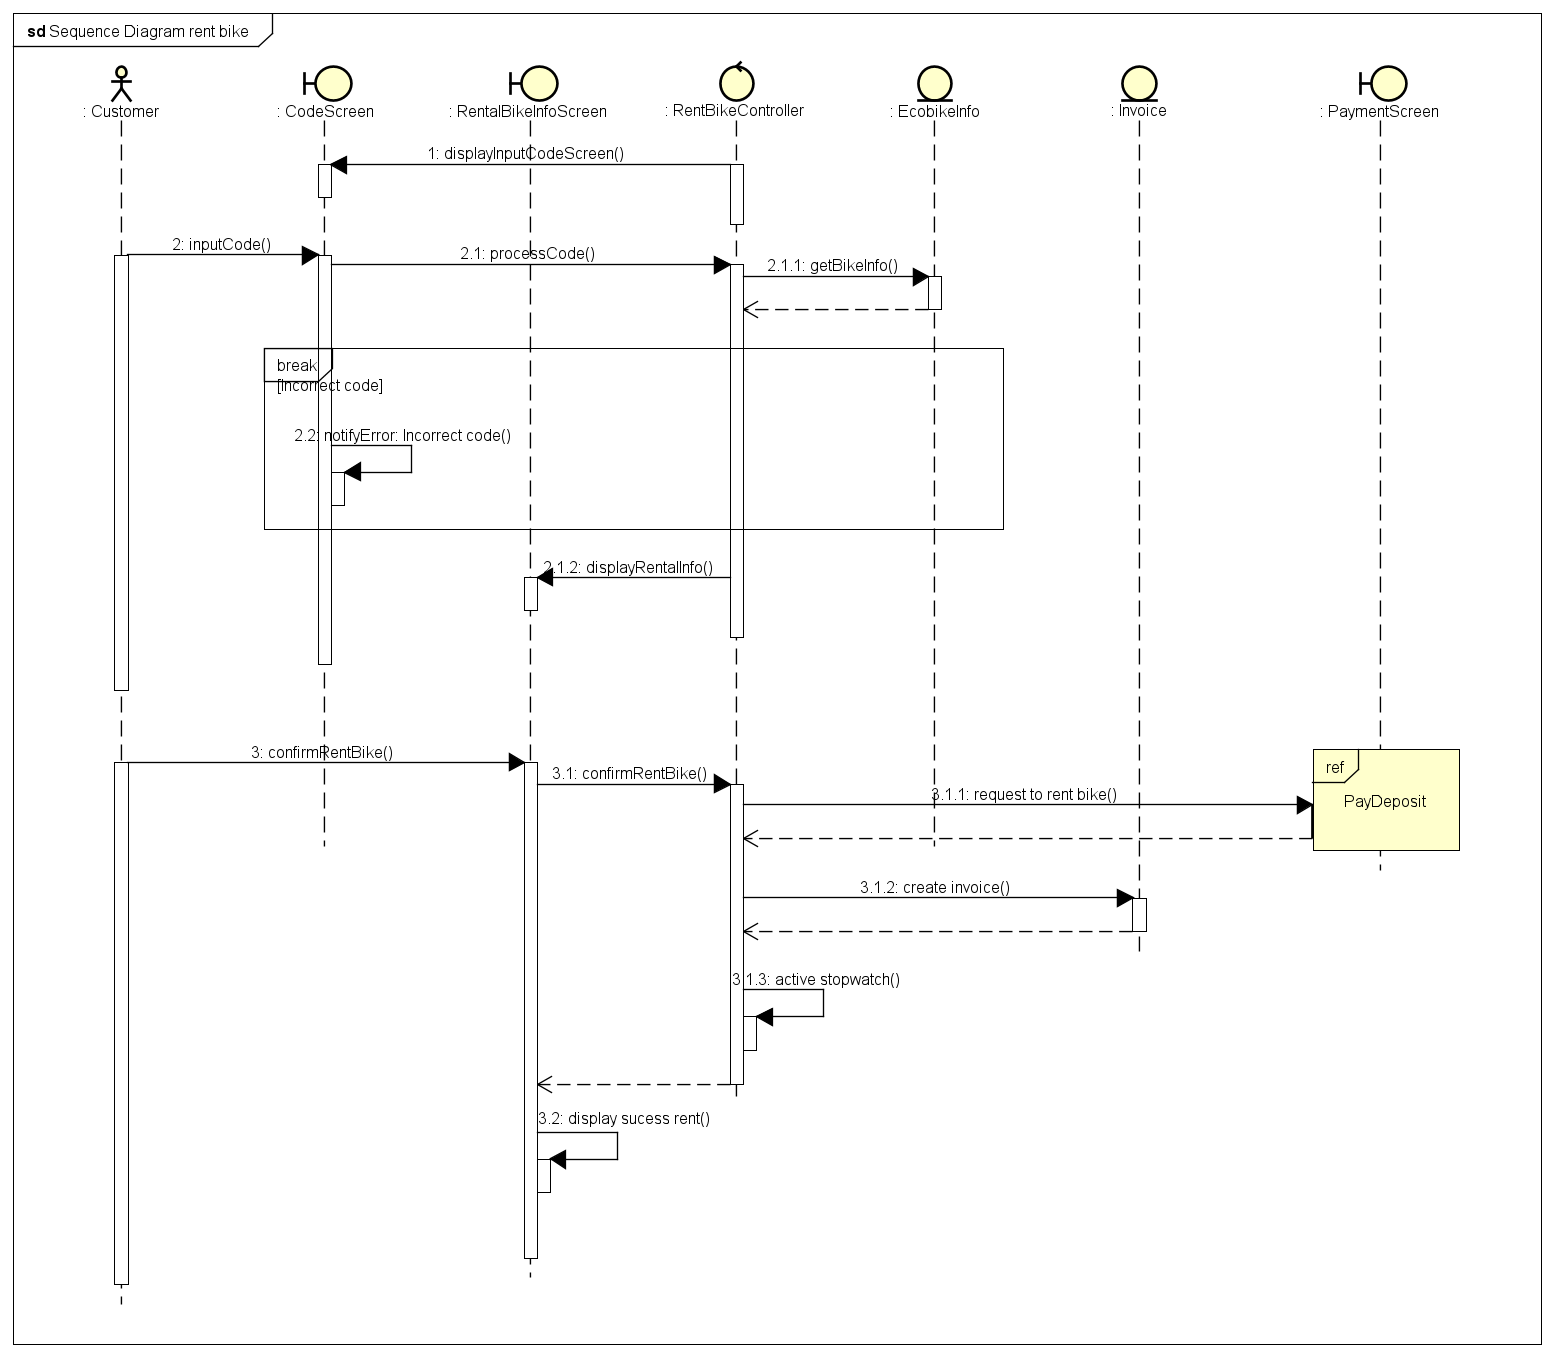 sd Sequence Diagram rent bike
: Customer
: CodeScreen
: RentalBikeInfoScreen
: RentBikeController
: EcobikeInfo
: Invoice
: PaymentScreen
1: displayInputCodeScreen()
2: inputCode()
2.1: processCode()
2.1.1: getBikeInfo()
break
[Incorrect code]
2.2: notifyError: Incorrect code()
2.1.2: displayRentalInfo()
3: confirmRentBike()
3.1: confirmRentBike()
ref
3.1.1: request to rent bike()
PayDeposit
3.1.2: create invoice()
3.1.3: active stopwatch()
3.2: display sucess rent()